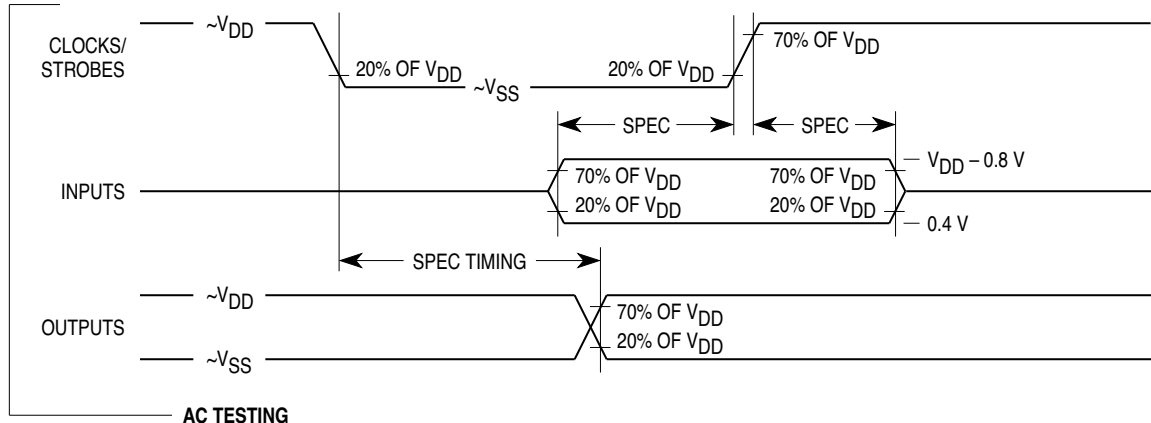 CLOCKS/
STROBES
~VDD
20% OF VDD
~VSS
20% OF VDD
70% OF VDD
SPEC
SPEC
INPUTS
70% OF VDD
20% OF VDD
70% OF VDD
20% OF VDD
VDD – 0.8 V
0.4 V
SPEC TIMING
OUTPUTS
~VDD
~VSS
70% OF VDD
20% OF VDD
AC TESTING